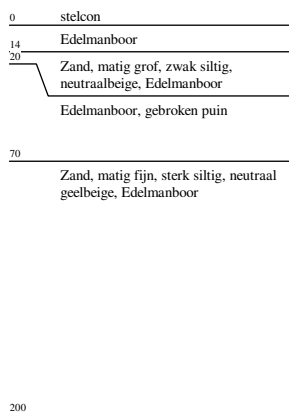 0 stelcon
Edelmanboor
14
20
Zand, matig grof, zwak siltig,
neutraalbeige, Edelmanboor
Edelmanboor, gebroken puin
70
Zand, matig fijn, sterk siltig, neutraal
geelbeige, Edelmanboor
200